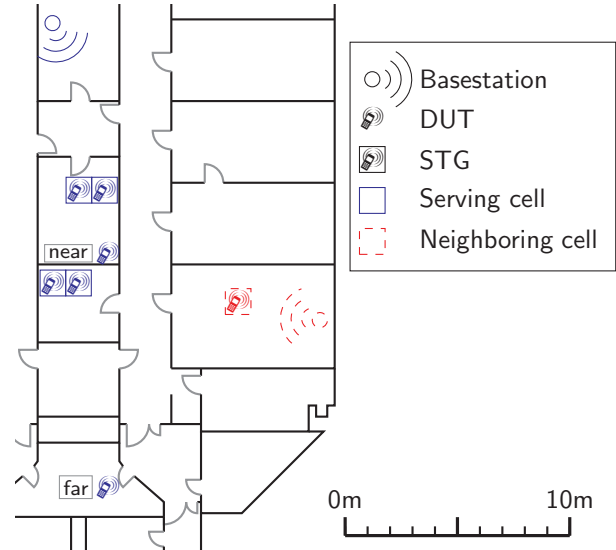 Basestation
DUT
STG
Serving cell
Neighboring cell
near
far
0m 10m